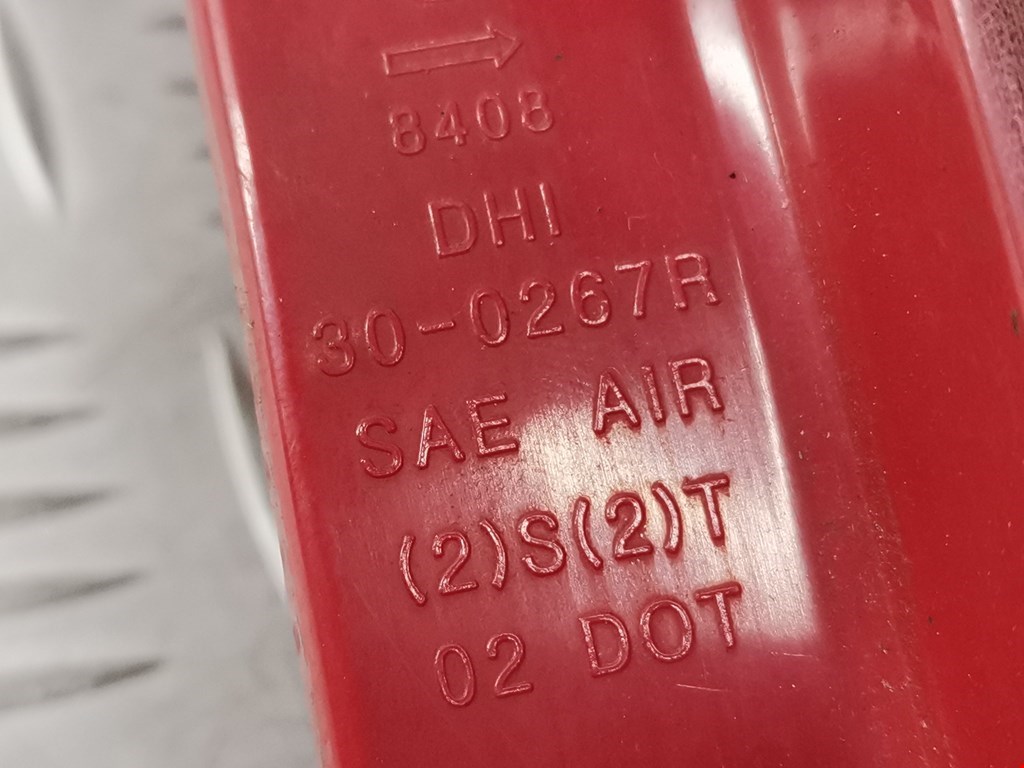 8408
DHI
30-0267R
SAE AIR
(2)S(2)T
02 DOT